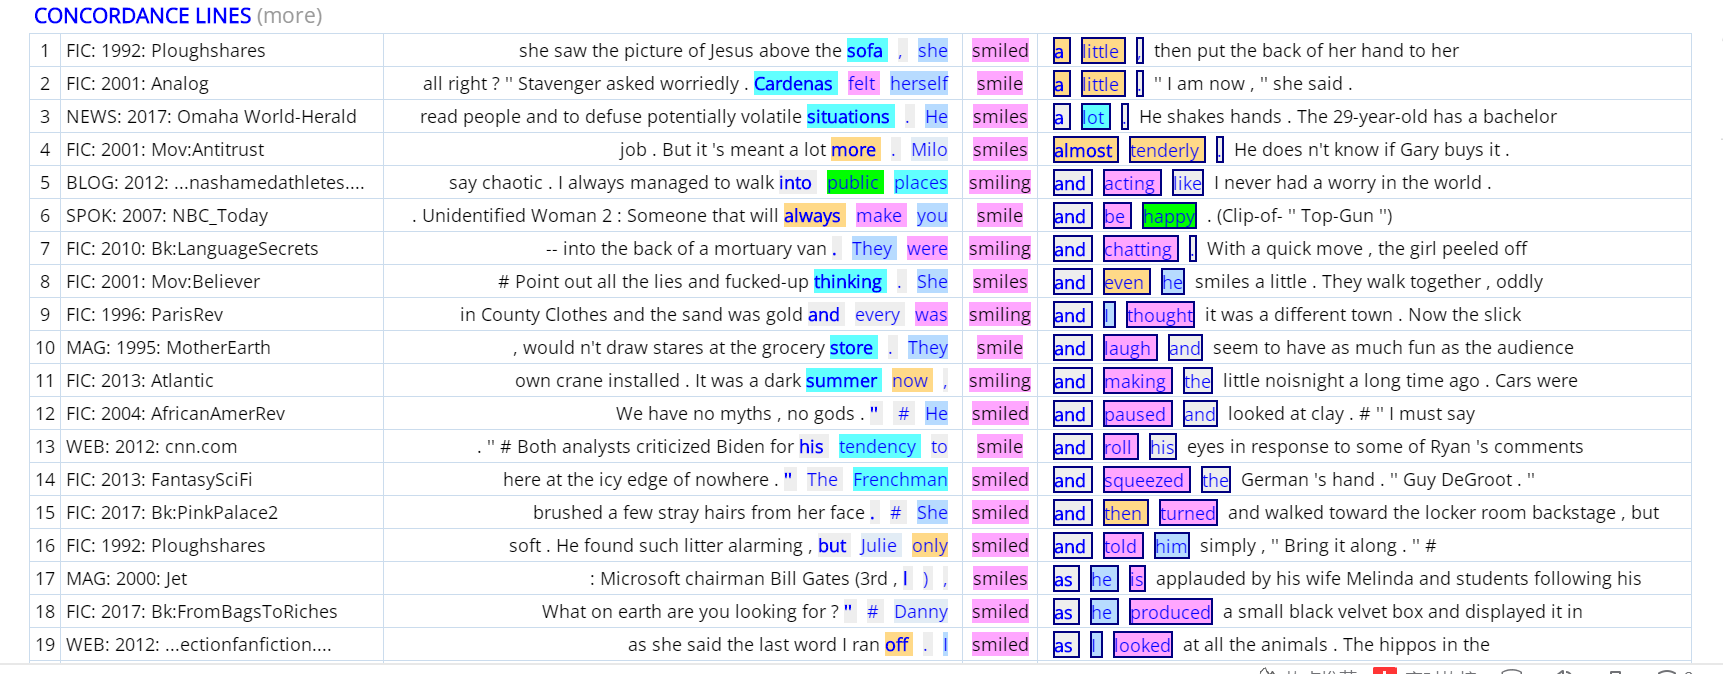 CONCORDANCE LINES (more)
1 FIC: 1992: Ploughshares she saw the picture of Jesus above the sofa , she smiled a little , then put the back of her hand to her
2 FIC: 2001: Analog all right ? " Stavenger asked worriedly . Cardenas felt herself smile a little . " I am now , " she said .
3 NEWS: 2017: Omaha World-Herald read people and to defuse potentially volatile situations . He smiles a lot . He shakes hands . The 29-year-old has a bachelor
4 FIC: 2001: Mov:Antitrust job . But it 's meant a lot more . Milo smiles almost tenderly . He does n't know if Gary buys it .
5 BLOG: 2012: ...nashamedathletes.... say chaotic . I always managed to walk into public places smiling and acting like I never had a worry in the world .
6 SPOK: 2007: NBC_Today . Unidentified Woman 2 : Someone that will always make you smile and be happy . (Clip-of- " Top-Gun ")
7 FIC: 2010: Bk:LanguageSecrets -- into the back of a mortuary van . They were smiling and chatting . With a quick move , the girl peeled off
8 FIC: 2001: Mov:Believer # Point out all the lies and fucked-up thinking . She smiles and even he smiles a little . They walk together , oddly
9 FIC: 1996: ParisRev in County Clothes and the sand was gold and every was smiling and I thought it was a different town . Now the slick
10 MAG: 1995: MotherEarth , would n't draw stares at the grocery store . They smile and laugh and seem to have as much fun as the audience
11 FIC: 2013: Atlantic own crane installed . It was a dark summer now , smiling and making the little noisnight a long time ago . Cars were
12 FIC: 2004: AfricanAmerRev We have no myths , no gods . " # He smiled and paused and looked at clay . # " I must say
13 WEB: 2012: cnn.com . " # Both analysts criticized Biden for his tendency to smile and roll his eyes in response to some of Ryan 's comments
14 FIC: 2013: FantasySciFi here at the icy edge of nowhere . " The Frenchman smiled and squeezed the German 's hand . " Guy DeGroot . "
15 FIC: 2017: Bk:PinkPalace2 brushed a few stray hairs from her face . # She smiled and then turned and walked toward the locker room backstage , but
16 FIC: 1992: Ploughshares soft . He found such litter alarming , but Julie only smiled and told him simply , " Bring it along . " #
17 MAG: 2000: Jet : Microsoft chairman Bill Gates (3rd , l ) , smiles as he is applauded by his wife Melinda and students following his
18 FIC: 2017: Bk:FromBagsToRiches What on earth are you looking for ? " # Danny smiled as he produced a small black velvet box and displayed it in
19 WEB: 2012: ...ectionfanfiction.... as she said the last word I ran off . I smiled as I looked at all the animals . The hippos in the